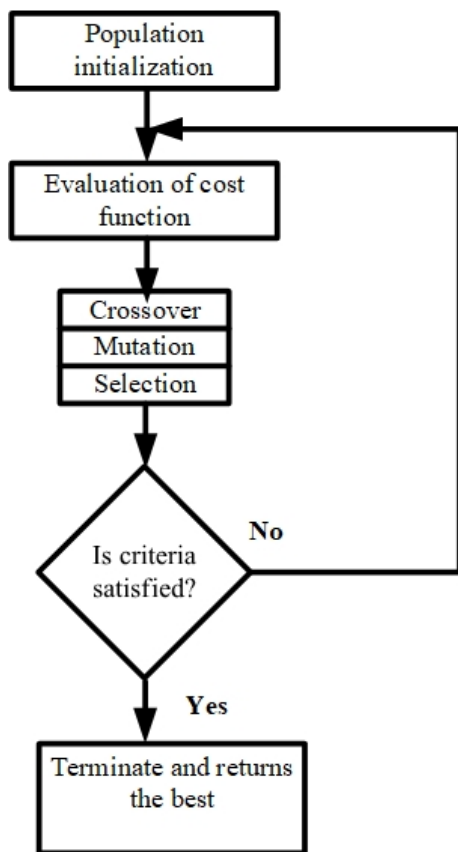 Population
initialization
Evaluation of cost
function
Crossover
Mutation
Selection
No
Is criteria
satisfied?
Yes
Terminate and returns
the best